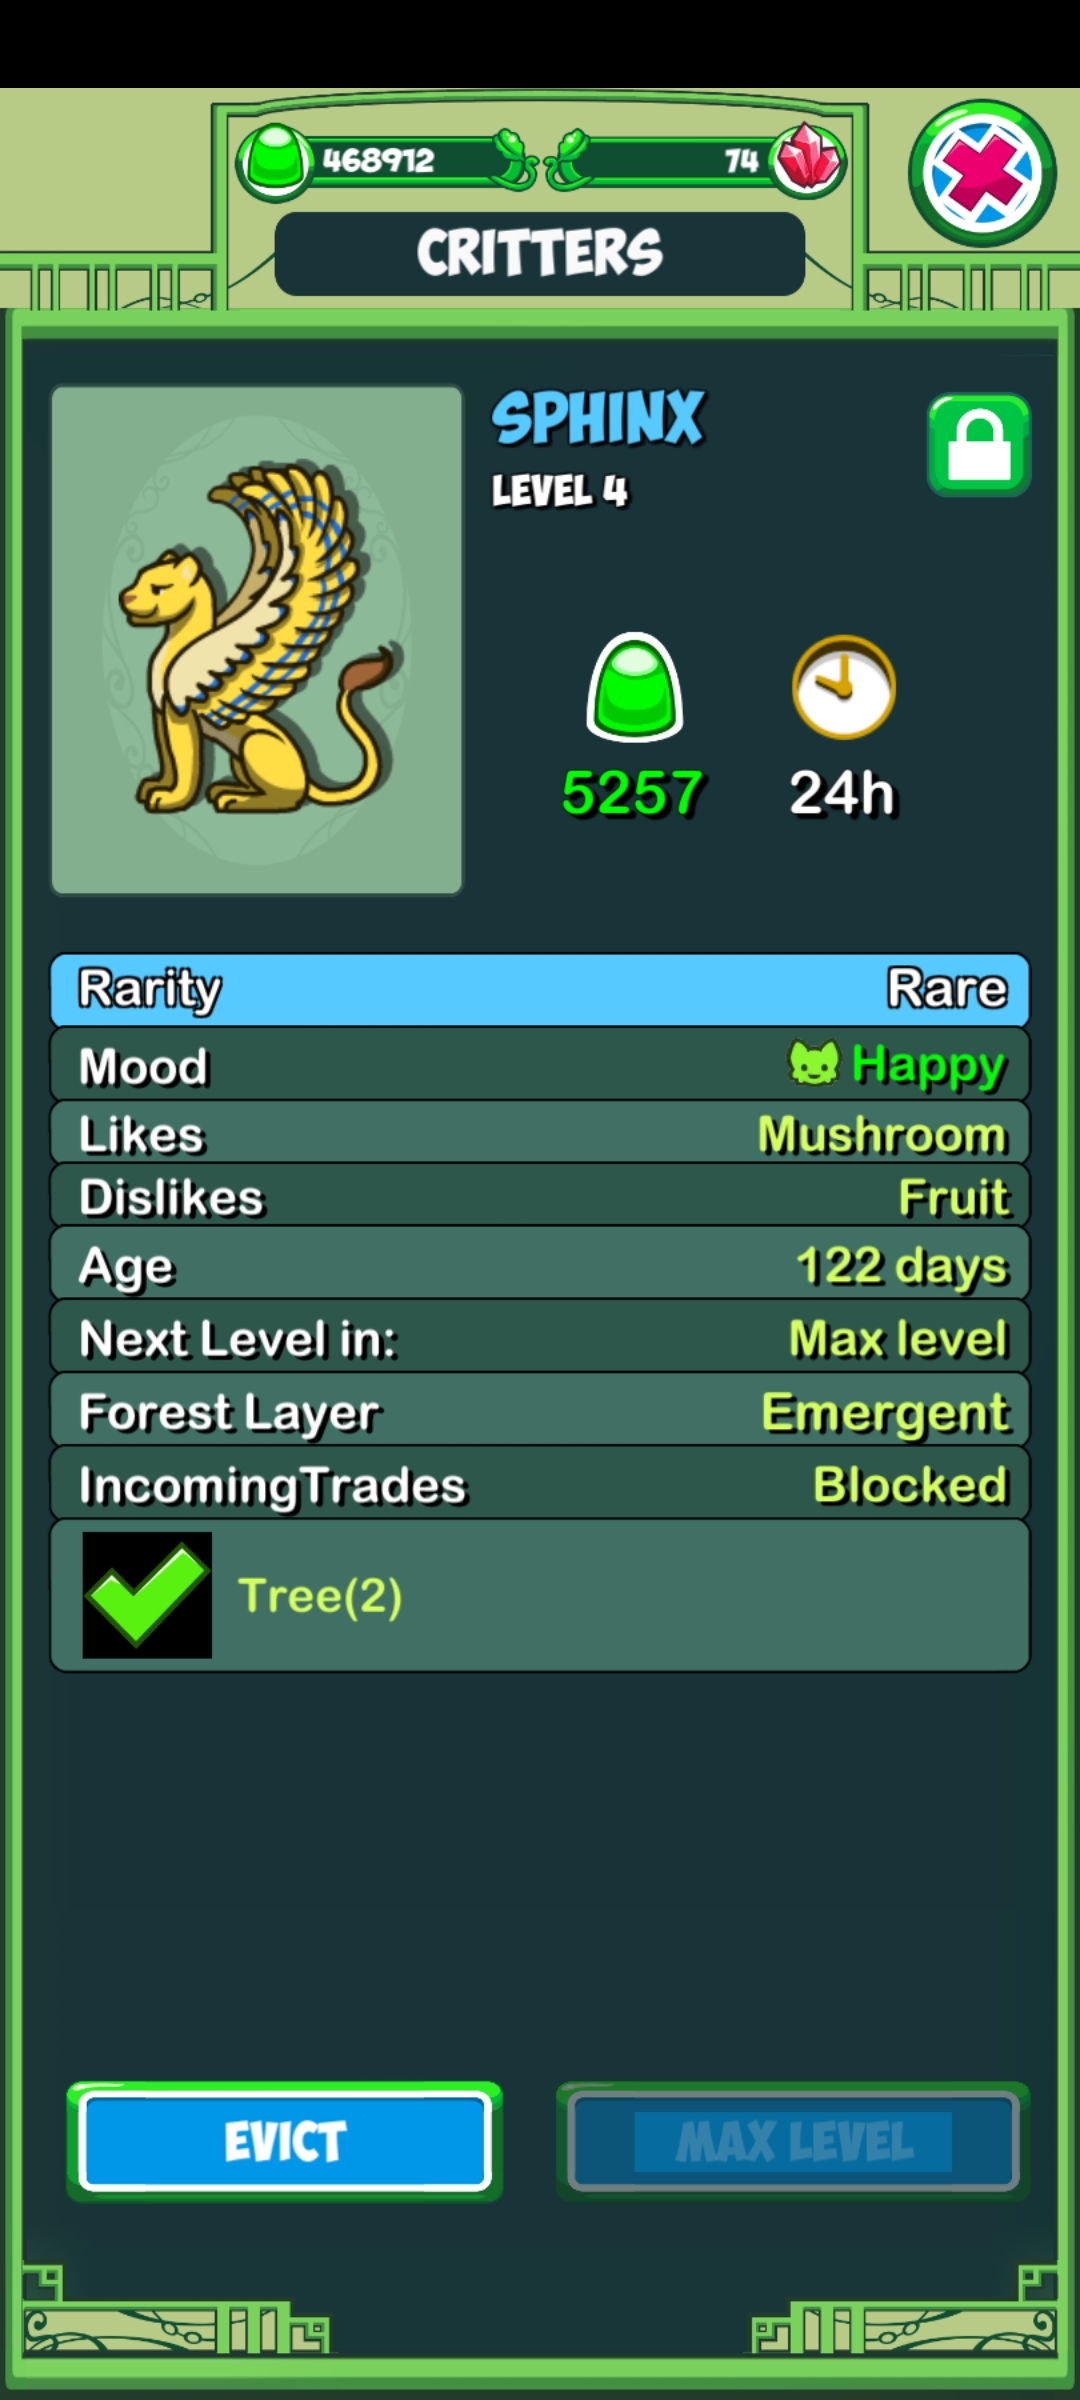 468912
74
CRITTERS
SPHINX
LEVEL 4
5257
24h
Rarity Rare
Mood Happy
Likes Mushroom
Dislikes Fruit
Age 122 days
Next Level in: Max level
Forest Layer Emergent
IncomingTrades Blocked
Tree(2)
EVICT
MAX LEVEL